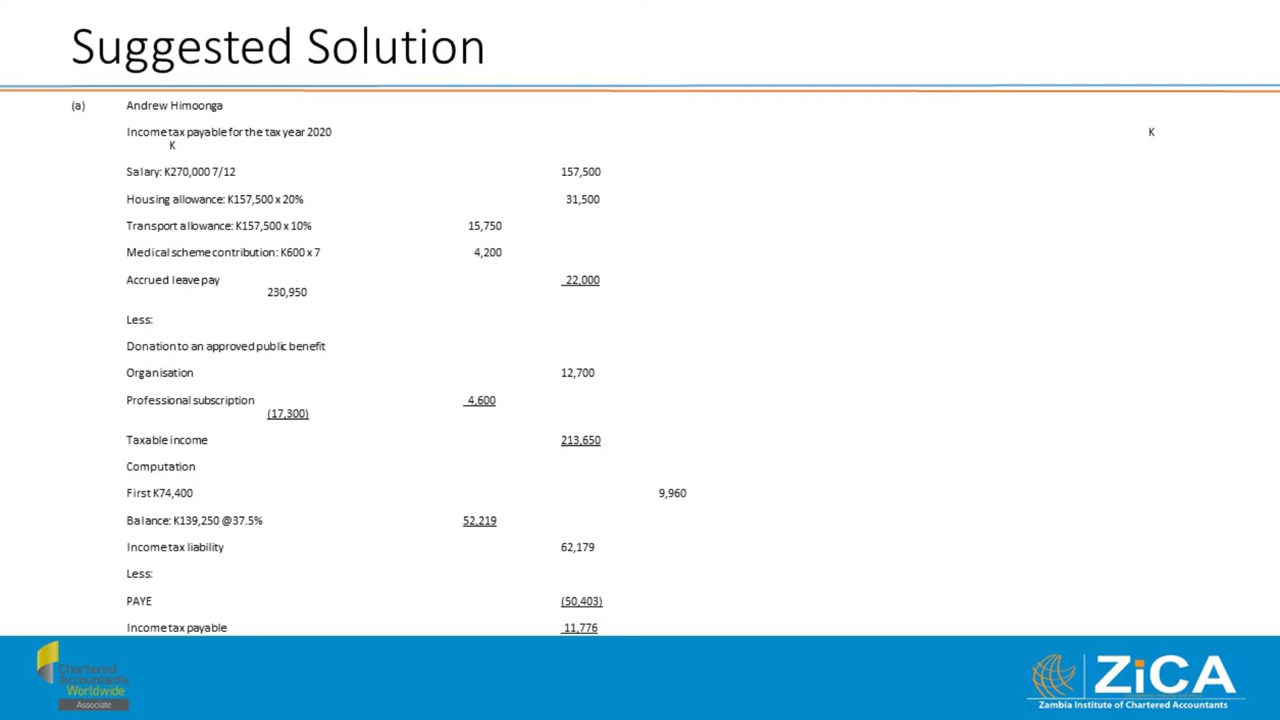 Suggested Solution
(a) Andrew Himoonga
Income tax payable for the tax year 2020 K
K
Salary: K270,000 7/12 157,500
Housing allowance: K157,500 x 20% 31,500
Transport allowance: K157,500 x 10% 15,750
Medical scheme contribution: K600 x 7 4,200
Accrued leave pay 22,000
230,950
Less:
Donation to an approved public benefit
Organisation 12,700
Professional subscription 4,600
(17,300)
Taxable income 213,650
Computation
First K74,400 9,960
Balance: K139,250 @37.5% 52,219
Income tax liability 62,179
Less:
PAYE (50,403)
Income tax payable 11,776
Chartered
Accountants
Worldwide
Associate
ZiCA
Zambia Institute of Chartered Accountants